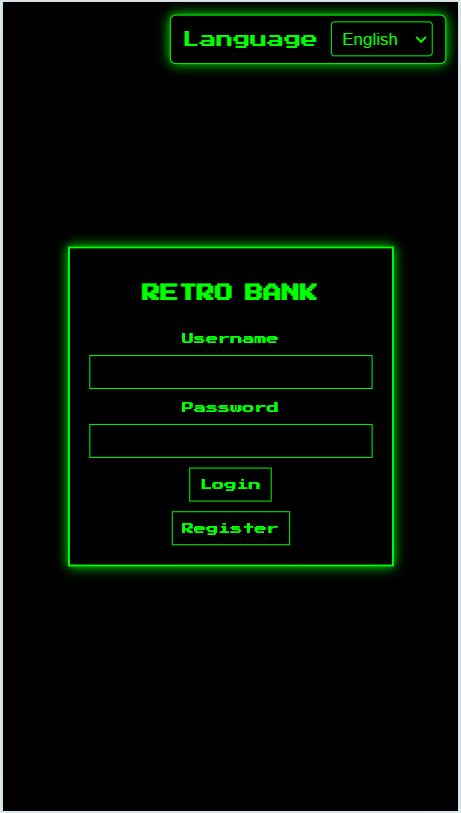 Language English
RETRO BANK
Username
Password
Login
Register